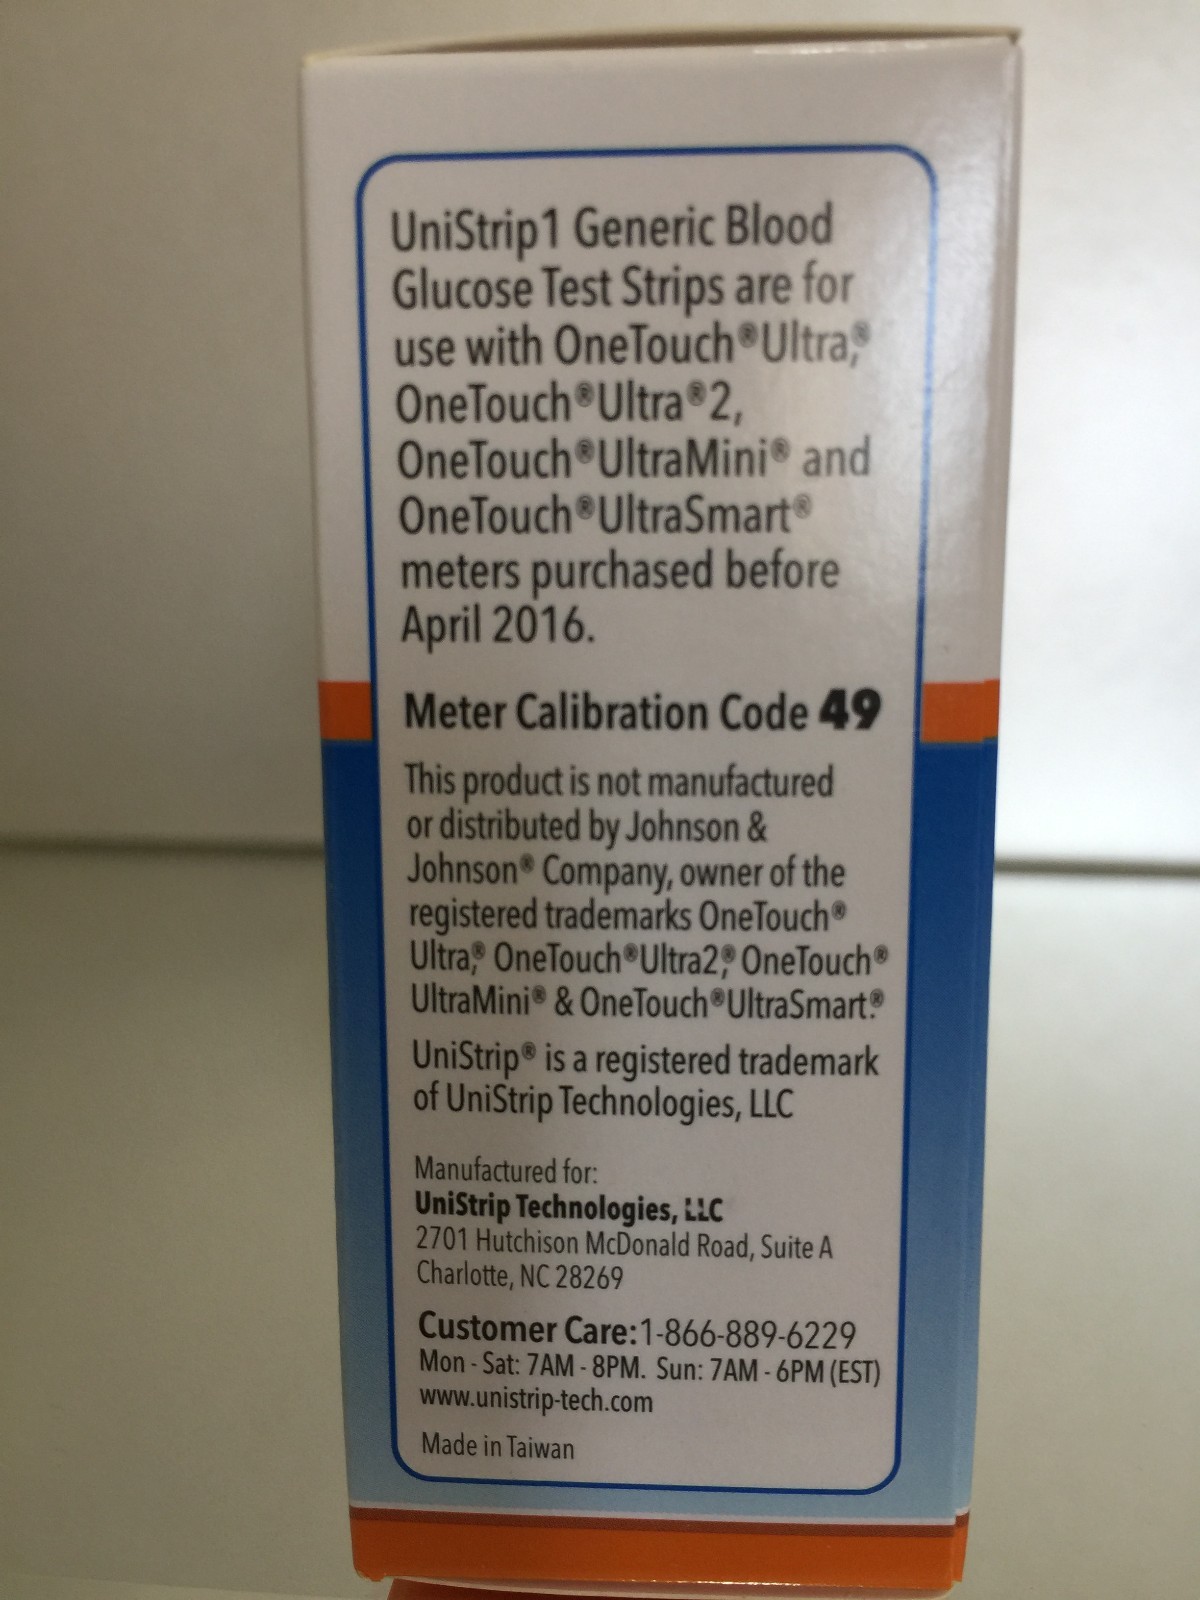 UniStrip1 Generic Blood
Glucose Test Strips are for
use with OneTouch®Ultra,®
OneTouch®Ultra®2,
OneTouch®UltraMini® and
OneTouch®UltraSmart®
meters purchased before
April 2016.
Meter Calibration Code 49
This product is not manufactured
or distributed by Johnson &
Johnson® Company, owner of the
registered trademarks OneTouch®
Ultra,® OneTouch®Ultra2,® OneTouch®
UltraMini® & OneTouch®UltraSmart.®
UniStrip® is a registered trademark
of UniStrip Technologies, LLC
Manufactured for:
UniStrip Technologies, LLC
2701 Hutchison McDonald Road, Suite A
Charlotte, NC 28269
Customer Care:1-866-889-6229
Mon - Sat: 7AM - 8PM. Sun: 7AM - 6PM (EST)
www.unistrip-tech.com
Made in Taiwan